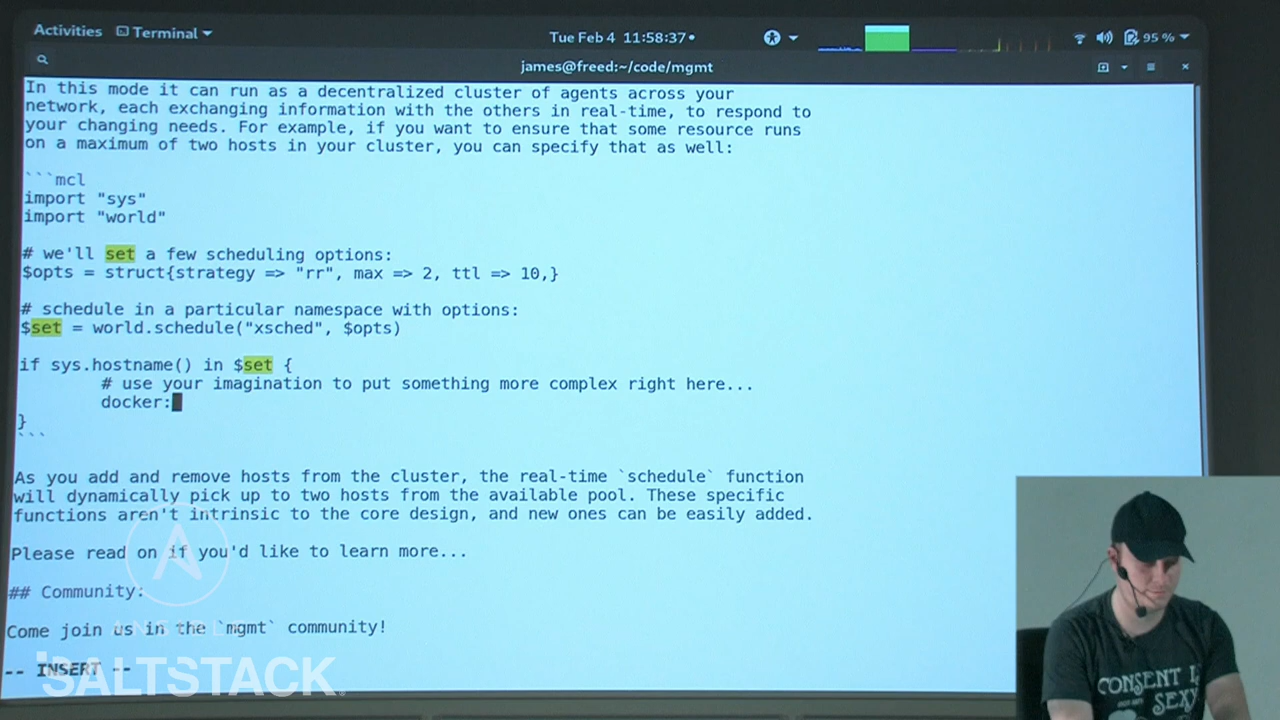 Activities Terminal Tue Feb 4 11:58:37 95 %
james@freed:~/code/mgmt
In this mode it can run as a decentralized cluster of agents across your
network, each exchanging information with the others in real-time, to respond to
your changing needs. For example, if you want to ensure that some resource runs
on a maximum of two hosts in your cluster, you can specify that as well:
```mcl
import "sys"
import "world"
# we'll set a few scheduling options:
$opts = struct{strategy => "rr", max => 2, ttl => 10,}
# schedule in a particular namespace with options:
$set = world.schedule("xsched", $opts)
if sys.hostname() in $set {
# use your imagination to put something more complex right here...
docker:
}
```
As you add and remove hosts from the cluster, the real-time `schedule` function
will dynamically pick up to two hosts from the available pool. These specific
functions aren't intrinsic to the core design, and new ones can be easily added.
Please read on if you'd like to learn more...
## Community:
Come join us in the `mgmt` community!
-- INSERT --
ANSIBLE
SALTSTACK
CONSENT IS
SEXY